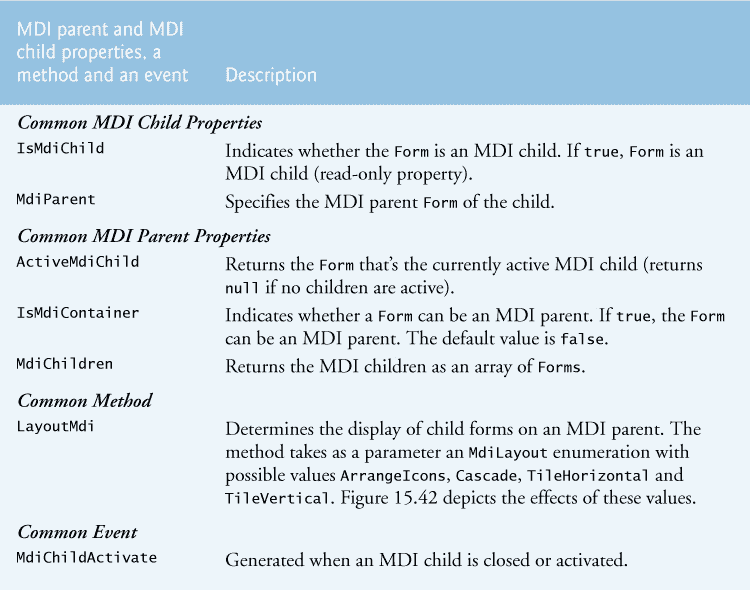 MDI parent and MDI
child properties, a
method and an event Description
Common MDI Child Properties
IsMdiChild Indicates whether the Form is an MDI child. If true, Form is an
MDI child (read-only property).
MdiParent Specifies the MDI parent Form of the child.
Common MDI Parent Properties
ActiveMdiChild Returns the Form that's the currently active MDI child (returns
null if no children are active).
IsMdiContainer Indicates whether a Form can be an MDI parent. If true, the Form
can be an MDI parent. The default value is false.
MdiChildren Returns the MDI children as an array of Forms.
Common Method
LayoutMdi Determines the display of child forms on an MDI parent. The
method takes as a parameter an MdiLayout enumeration with
possible values ArrangeIcons, Cascade, TileHorizontal and
TileVertical. Figure 15.42 depicts the effects of these values.
Common Event
MdiChildActivate Generated when an MDI child is closed or activated.